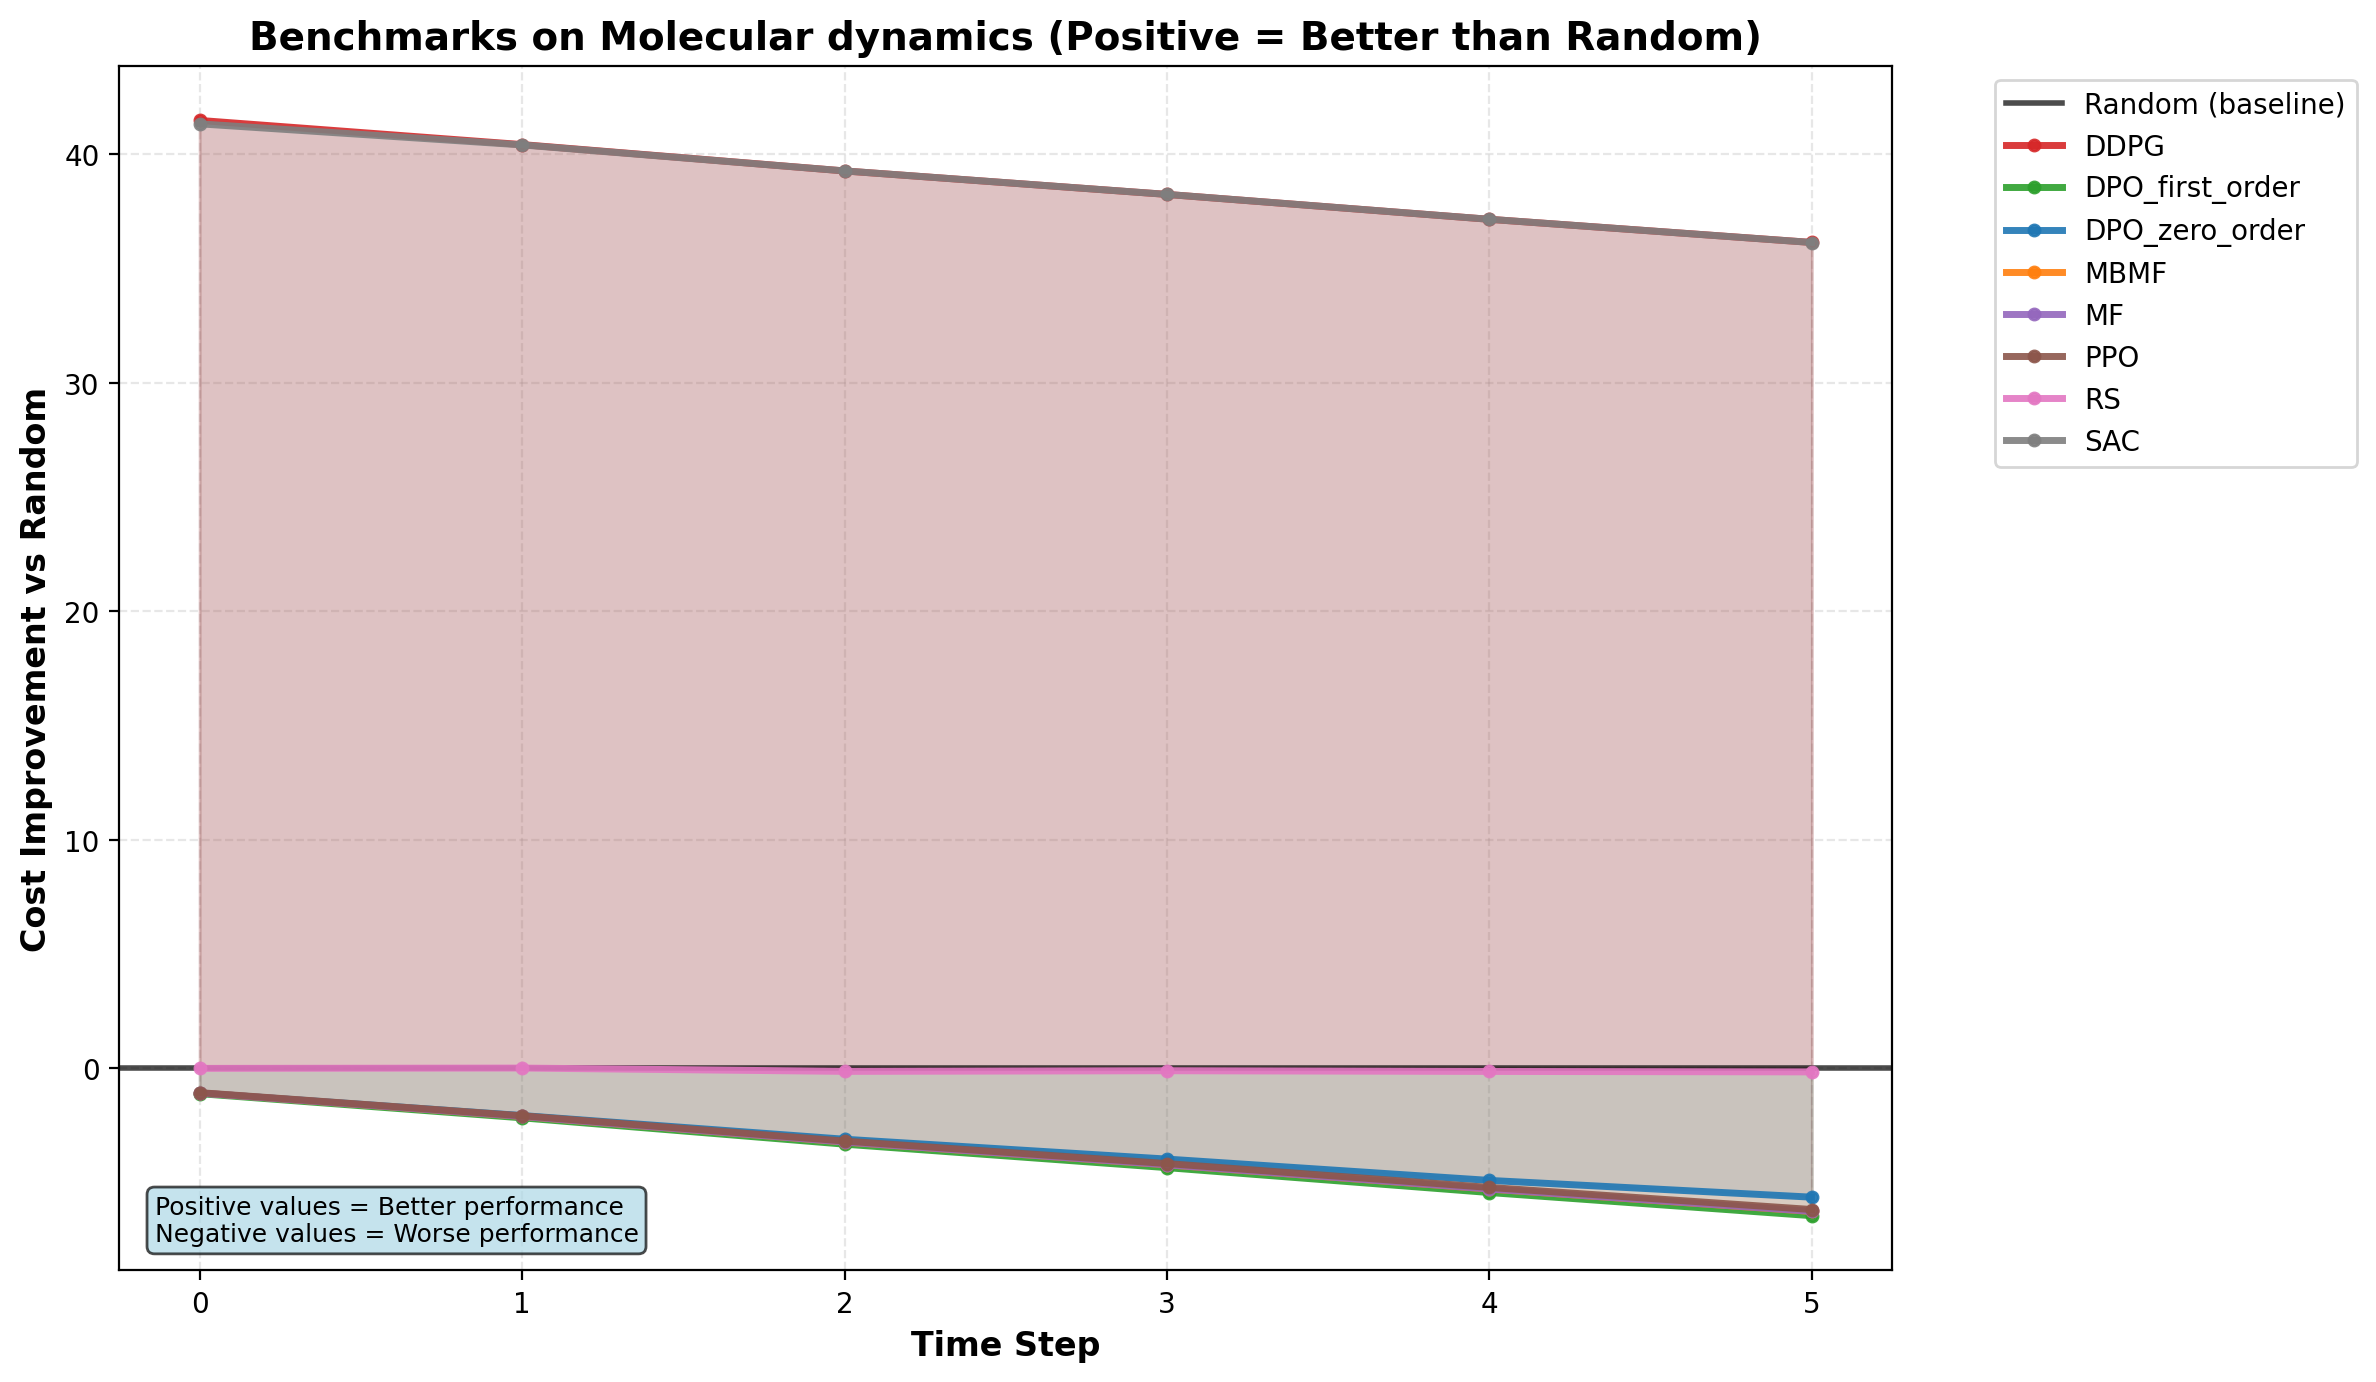 Benchmarks on Molecular dynamics (Positive = Better than Random)
Cost Improvement vs Random
40
30
20
10
0
Positive values = Better performance
Negative values = Worse performance
0
1
2
3
4
5
Time Step
Random (baseline)
DDPG
DPO_first_order
DPO_zero_order
MBMF
MF
PPO
RS
SAC